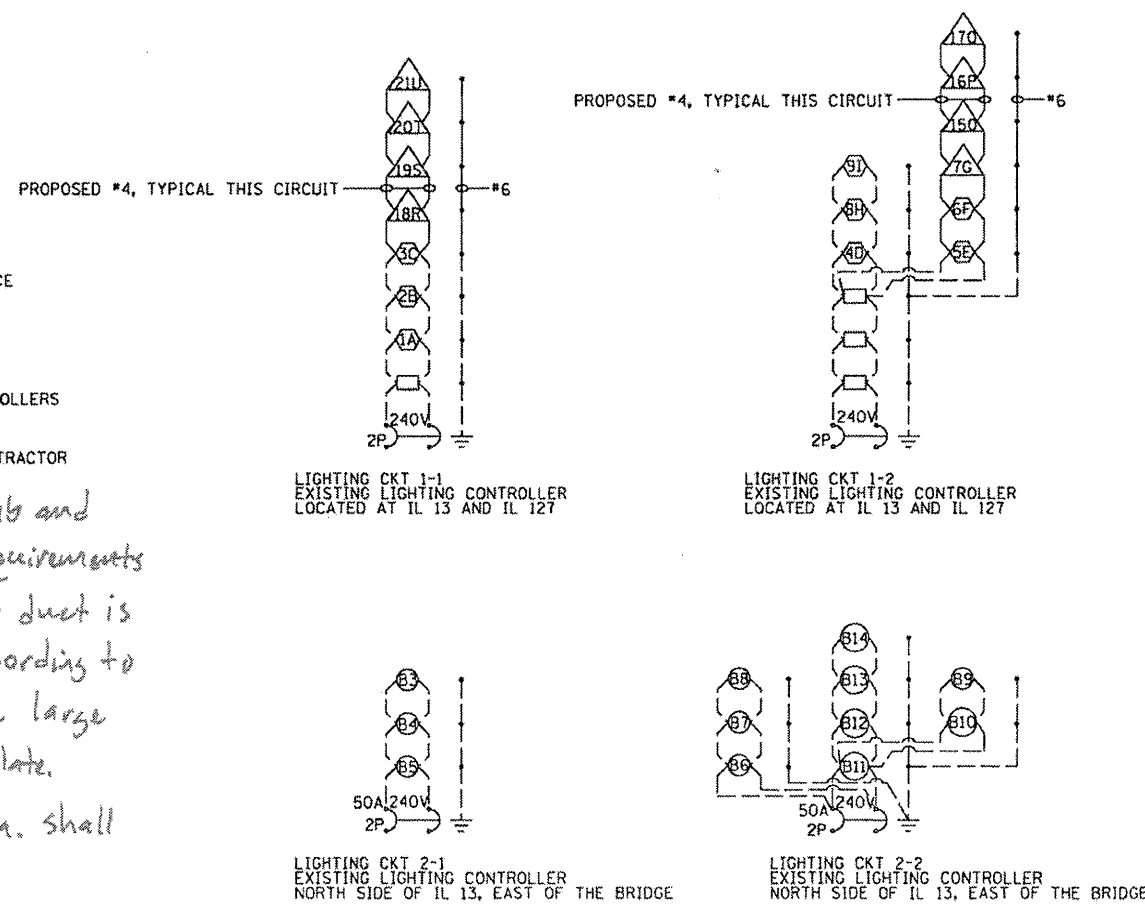 21U
20T
19S
PROPOSED #4, TYPICAL THIS CIRCUIT
#6
18R
3C
2B
1A
240V
2P
LIGHTING CKT 1-1
EXISTING LIGHTING CONTROLLER
LOCATED AT IL 13 AND IL 127
17Q
16P
PROPOSED #4, TYPICAL THIS CIRCUIT
#6
15O
9I
7G
8H
6F
4D
5E
240V
2P
LIGHTING CKT 1-2
EXISTING LIGHTING CONTROLLER
LOCATED AT IL 13 AND IL 127
CE
OLLERS
TRACTOR
and
quirements
duct is
ording to
large
late.
a. shall
B3
B4
B5
50A 240V
2P
LIGHTING CKT 2-1
EXISTING LIGHTING CONTROLLER
NORTH SIDE OF IL 13, EAST OF THE BRIDGE
B14
B8
B13
B9
B7
B12
B10
B6
B11
50A 240V
2P
LIGHTING CKT 2-2
EXISTING LIGHTING CONTROLLER
NORTH SIDE OF IL 13, EAST OF THE BRIDGE